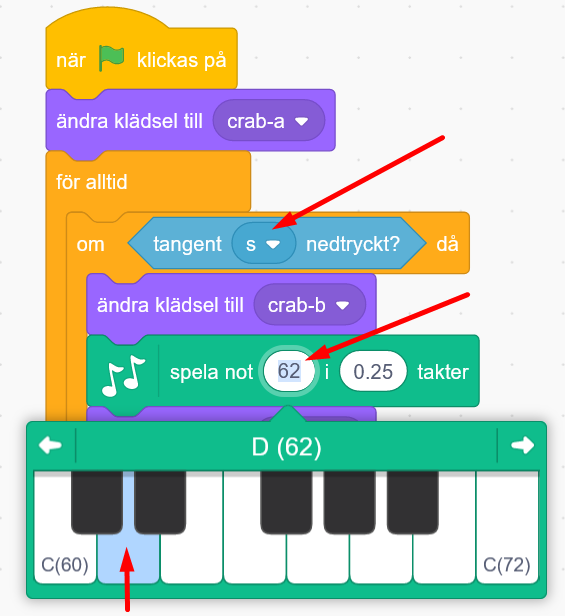 när klickas på
ändra klädsel till crab-a
för alltid
om tangent s nedtryckt? då
ändra klädsel till crab-b
spela not 62 i 0.25 takter
D (62)
C(60) C(72)